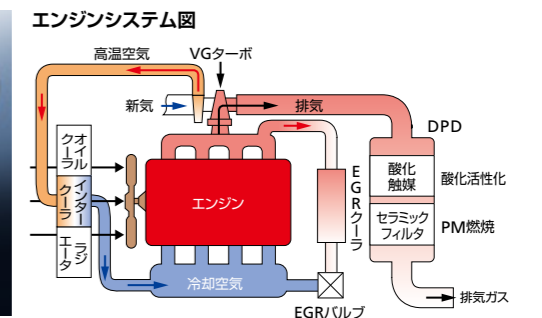 エンジンシステム図
高温空気
VGターボ
新気
排気
DPD
オイル
クーラ
インター
クーラ
ラジ
エータ
エンジン
冷却空気
EGRクーラ
EGRバルブ
酸化
触媒
酸化活性化
セラミック
フィルタ
PM燃焼
排気ガス